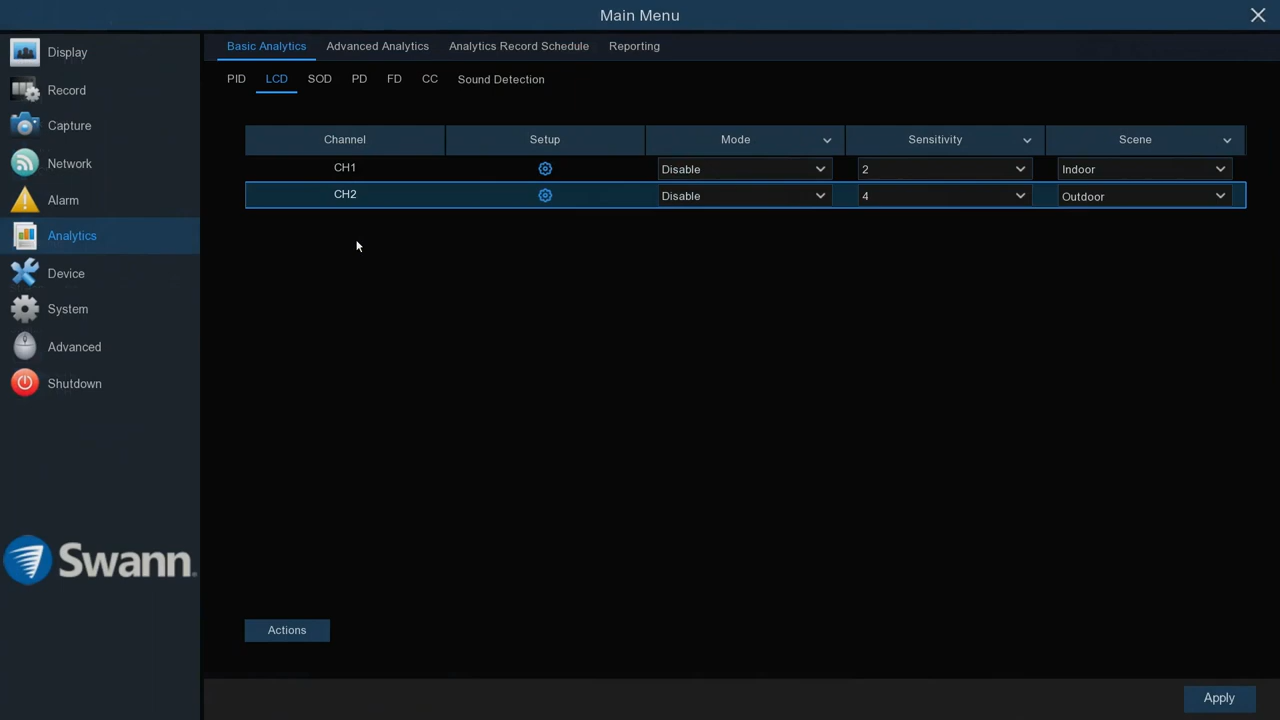 Main Menu
Display
Record
Capture
Network
Alarm
Analytics
Device
System
Advanced
Shutdown
Swann
Basic Analytics Advanced Analytics Analytics Record Schedule Reporting
PID LCD SOD PD FD CC Sound Detection
Channel Setup Mode Sensitivity Scene
CH1 Disable 2 Indoor
CH2 Disable 4 Outdoor
Actions
Apply